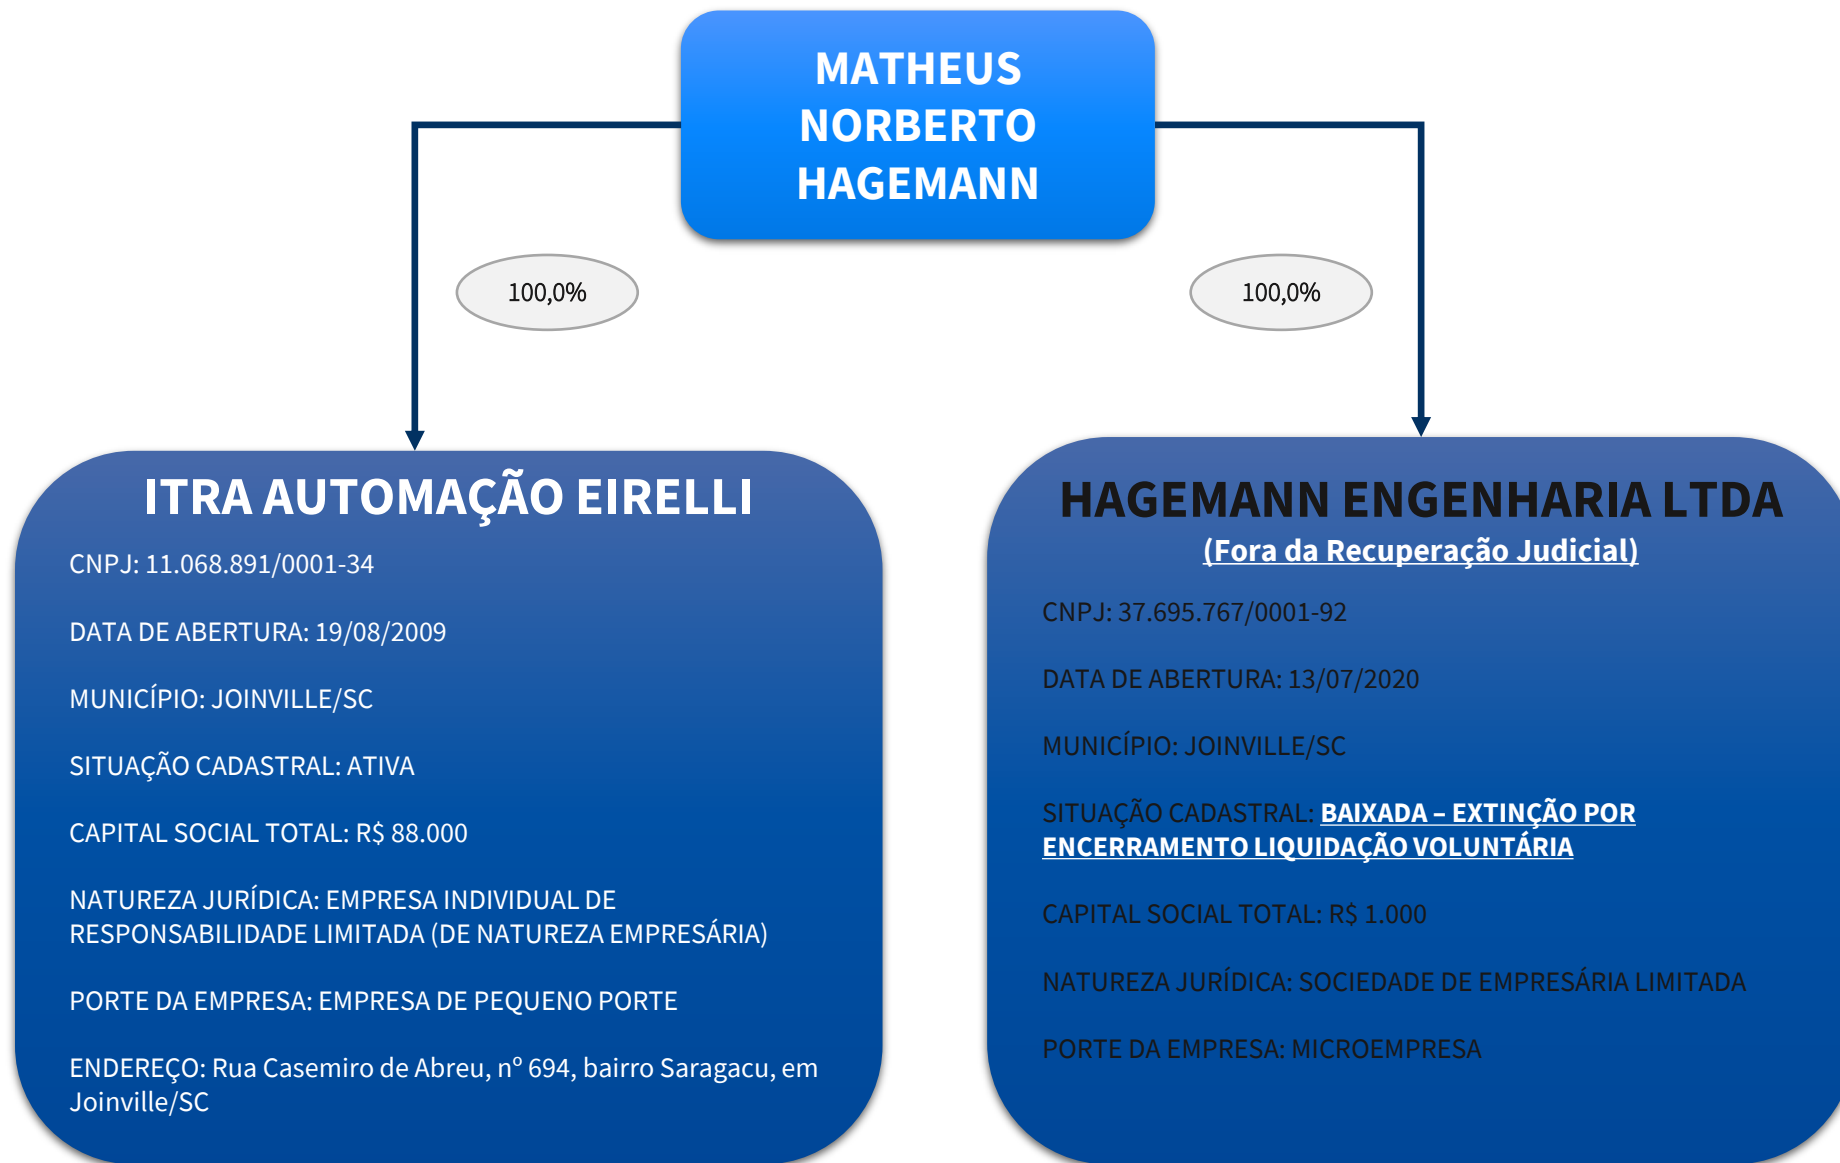 MATHEUS
NORBERTO
HAGEMANN
100,0%
100,0%
ITRA AUTOMAÇÃO EIRELLI
CNPJ: 11.068.891/0001-34
DATA DE ABERTURA: 19/08/2009
MUNICÍPIO: JOINVILLE/SC
SITUAÇÃO CADASTRAL: ATIVA
CAPITAL SOCIAL TOTAL: R$ 88.000
NATUREZA JURÍDICA: EMPRESA INDIVIDUAL DE
RESPONSABILIDADE LIMITADA (DE NATUREZA EMPRESÁRIA)
PORTE DA EMPRESA: EMPRESA DE PEQUENO PORTE
ENDEREÇO: Rua Casemiro de Abreu, nº 694, bairro Saragacu, em
Joinville/SC
HAGEMANN ENGENHARIA LTDA
(Fora da Recuperação Judicial)
CNPJ: 37.695.767/0001-92
DATA DE ABERTURA: 13/07/2020
MUNICÍPIO: JOINVILLE/SC
SITUAÇÃO CADASTRAL: BAIXADA – EXTINÇÃO POR
ENCERRAMENTO LIQUIDAÇÃO VOLUNTÁRIA
CAPITAL SOCIAL TOTAL: R$ 1.000
NATUREZA JURÍDICA: SOCIEDADE DE EMPRESÁRIA LIMITADA
PORTE DA EMPRESA: MICROEMPRESA